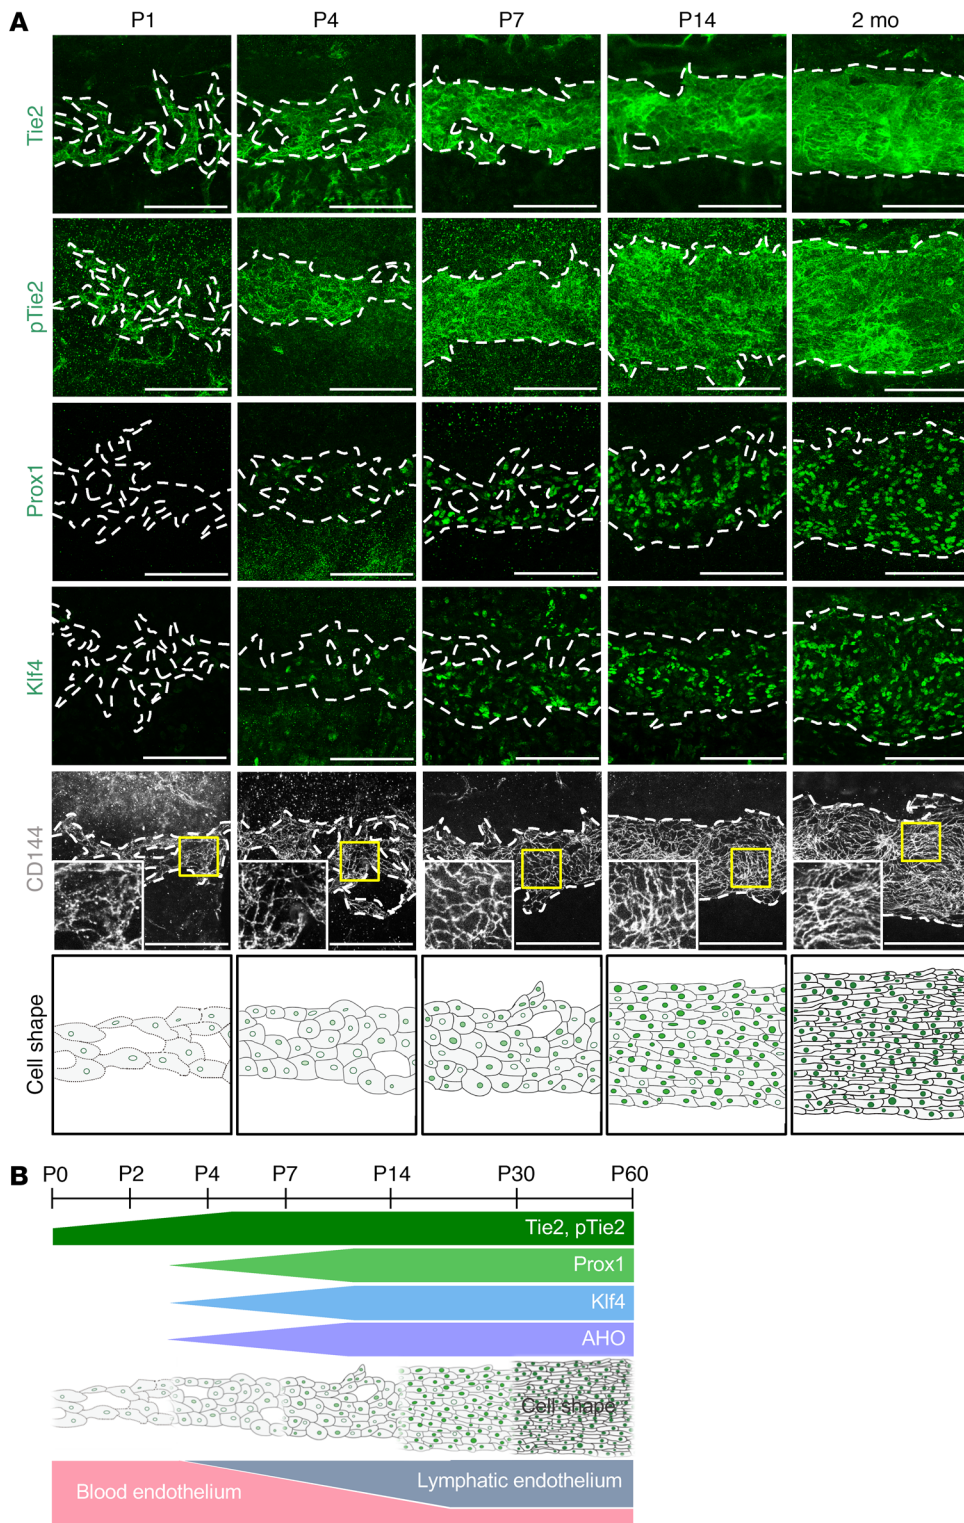 A
P1 P4 P7 P14 2 mo
Tie2
pTie2
Prox1
Klf4
CD144
Cell shape
B
P0 P2 P4 P7 P14 P30 P60
Tie2, pTie2
Prox1
Klf4
AHO
Cell shape
Lymphatic endothelium
Blood endothelium